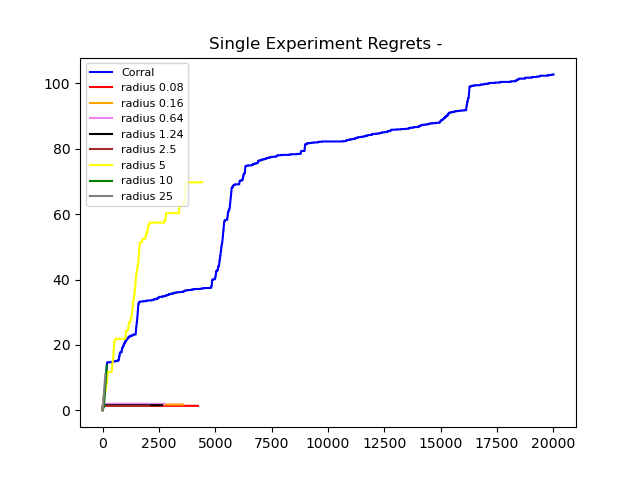 Single Experiment Regrets -
100
80
60
40
20
0
Corral
radius 0.08
radius 0.16
radius 0.64
radius 1.24
radius 2.5
radius 5
radius 10
radius 25
0 2500 5000 7500 10000 12500 15000 17500 20000